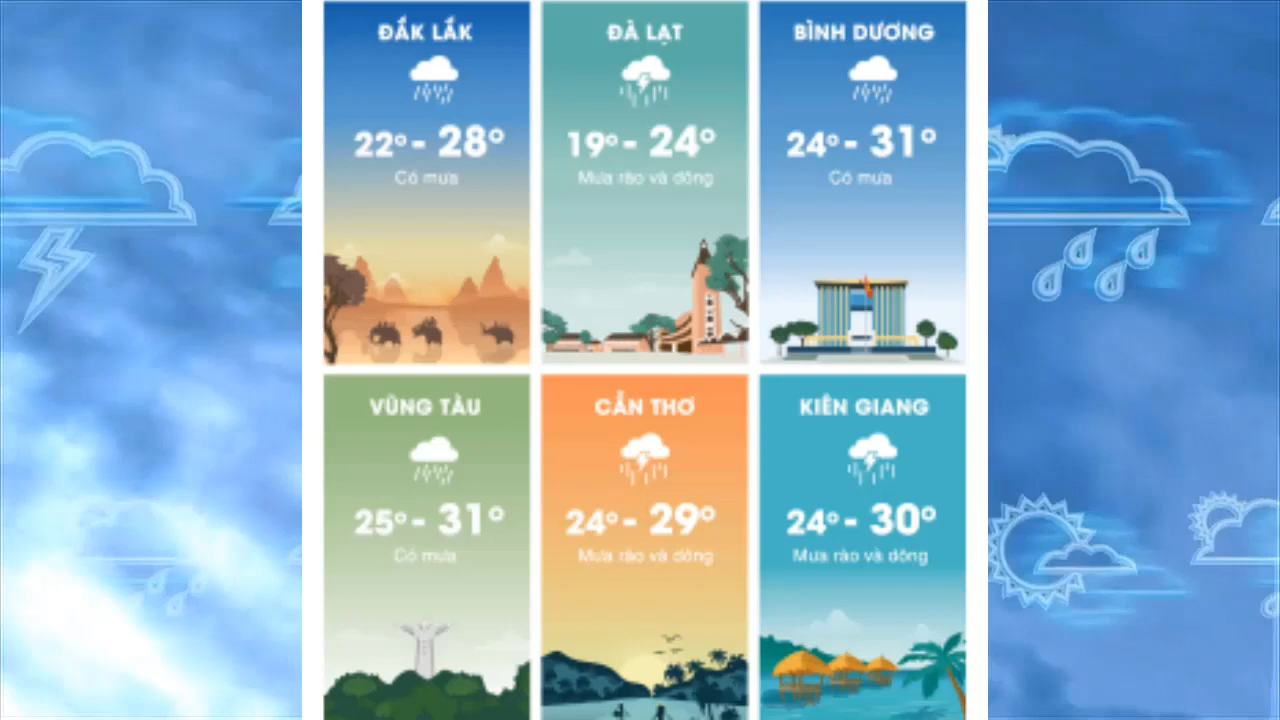 ĐẮK LẮK
22° - 28°
Có mưa
ĐÀ LẠT
19° - 24°
Mưa rào và dông
BÌNH DƯƠNG
24° - 31°
Có mưa
VŨNG TÀU
25° - 31°
Có mưa
CẦN THƠ
24° - 29°
Mưa rào và dông
KIÊN GIANG
24° - 30°
Mưa rào và dông